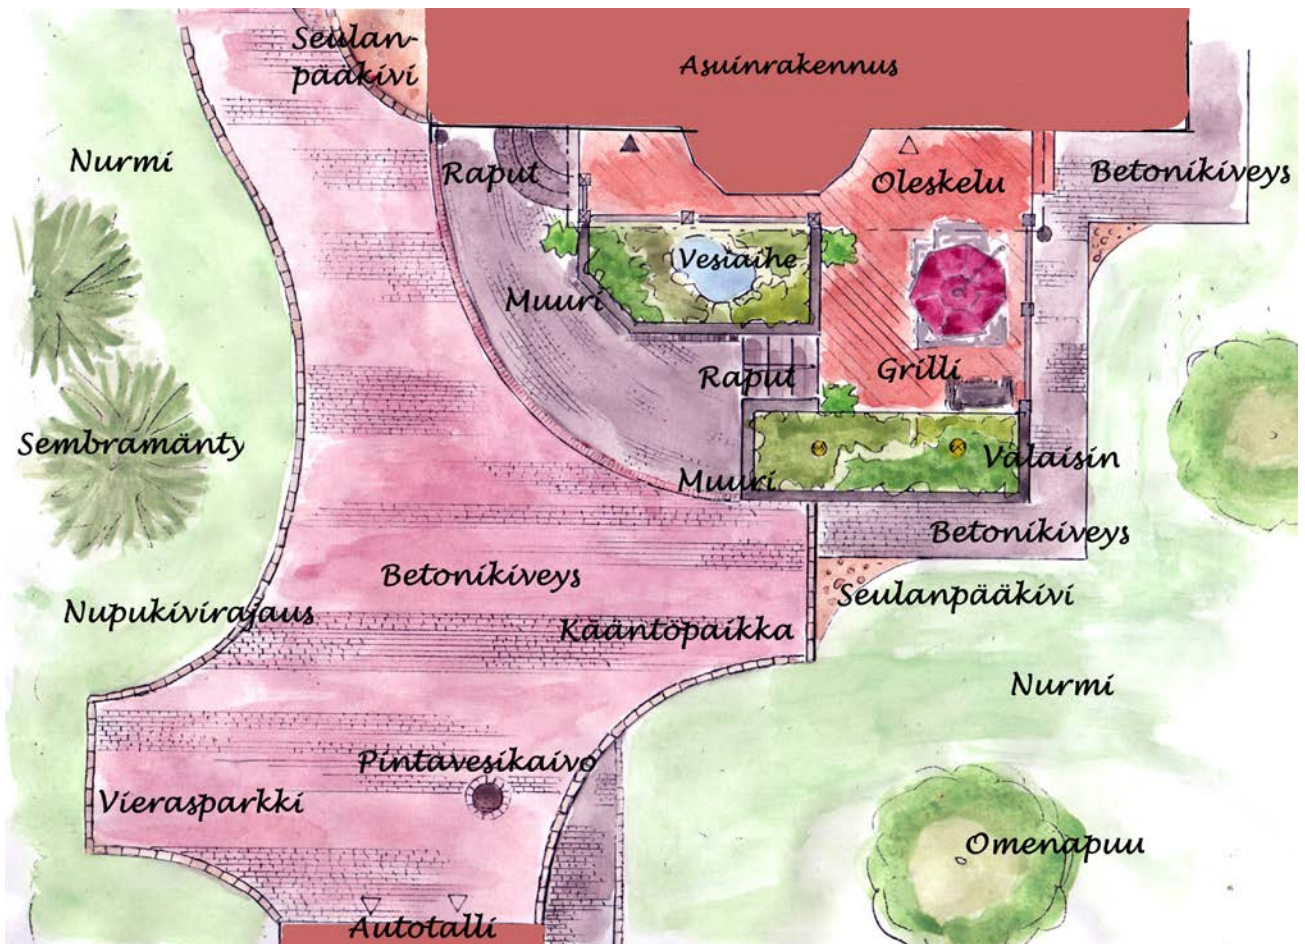 Seulan-
pääkivi
Asuinrakennus
Nurmi
Raput
Oleskelu
Betonikiveys
Vesiaihe
Muuri
Raput
Grilli
Sembramänty
Muuri
Valaisin
Betonikiveys
Betonikiveys
Seulanpääkivi
Nupukivirajaus
Kääntöpaikka
Nurmi
Pintavesikaivo
Vierasparkki
Omenapuu
Autotalli